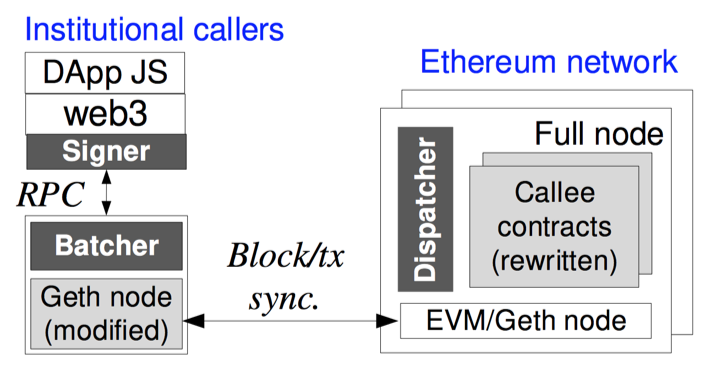 Institutional callers
DApp JS
web3
Signer
RPC
Batcher
Geth node
(modified)
Block/tx
sync.
Ethereum network
Full node
Dispatcher
Callee
contracts
(rewritten)
EVM/Geth node